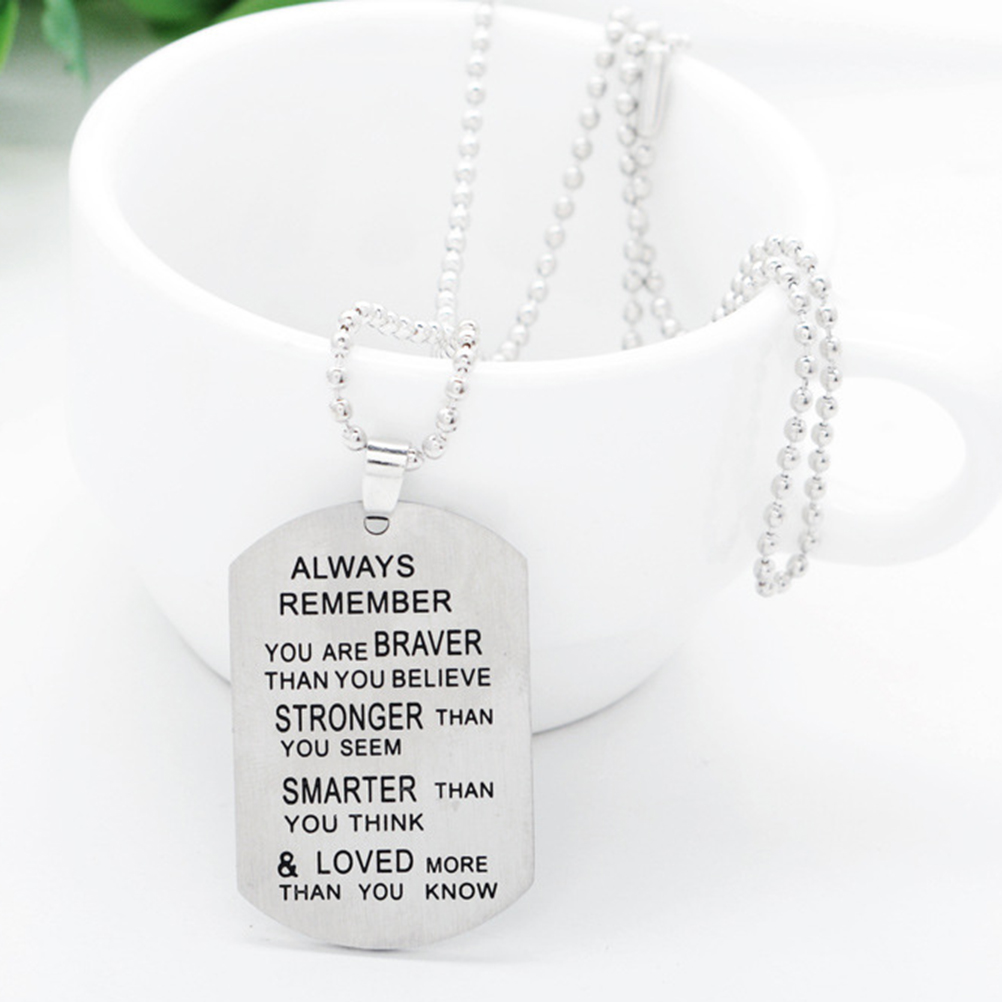 ALWAYS
REMEMBER
YOU ARE BRAVER
THAN YOU BELIEVE
STRONGER THAN
YOU SEEM
SMARTER THAN
YOU THINK
& LOVED MORE
THAN YOU KNOW